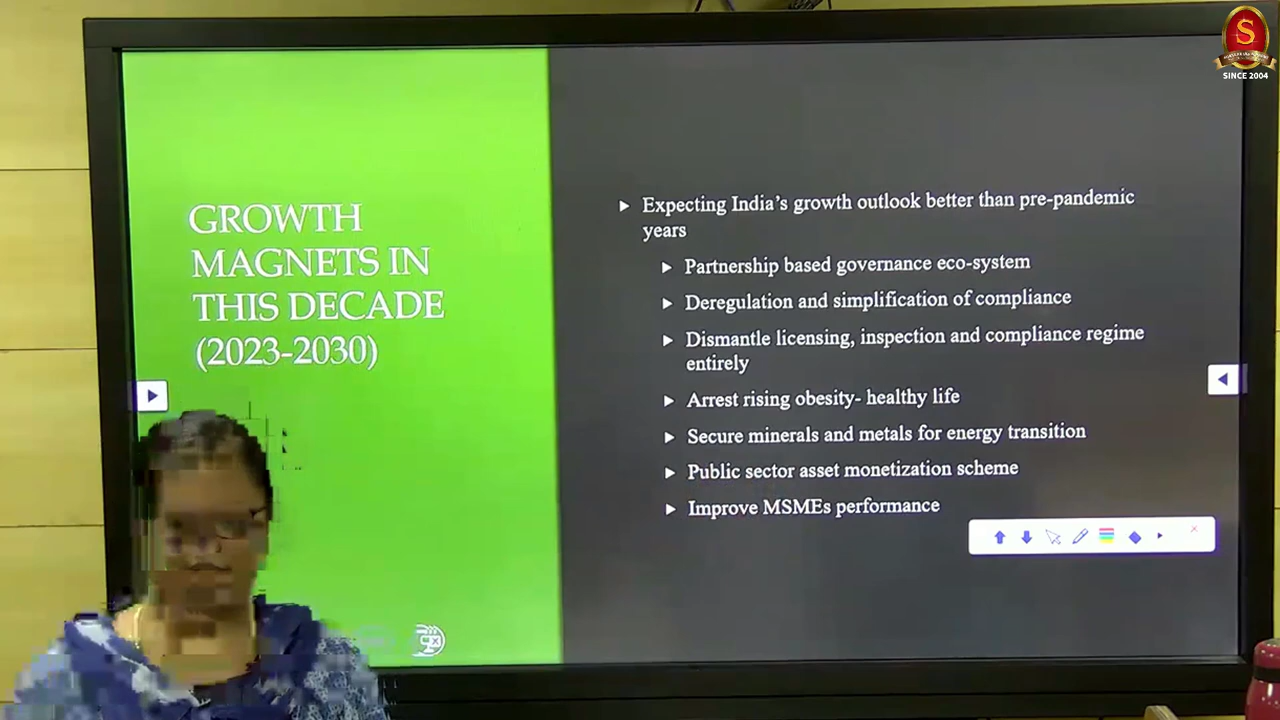 S
SINCE 2004
GROWTH
MAGNETS IN
THIS DECADE
(2023-2030)
Expecting India's growth outlook better than pre-pandemic
years
Partnership based governance eco-system
Deregulation and simplification of compliance
Dismantle licensing, inspection and compliance regime
entirely
Arrest rising obesity- healthy life
Secure minerals and metals for energy transition
Public sector asset monetization scheme
Improve MSMEs performance